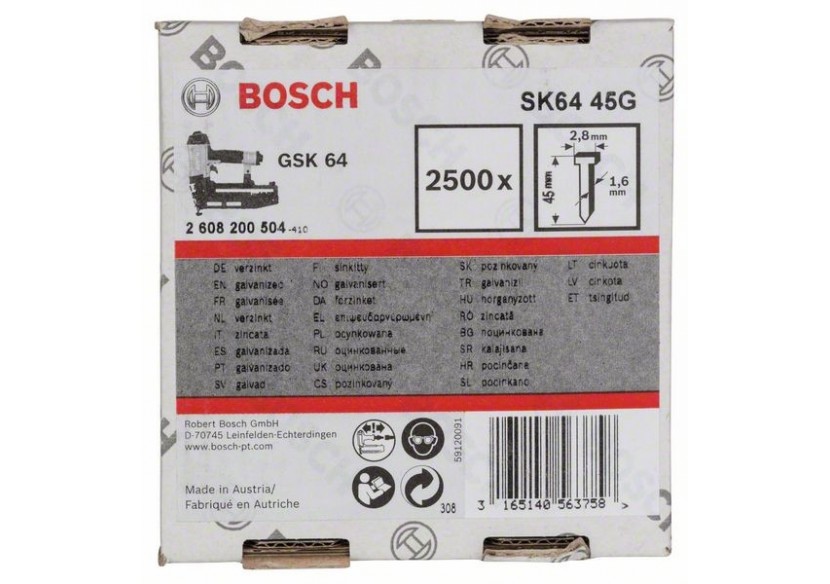 BOSCH
SK64 45G
GSK 64
2500 x
2,8 mm
45 mm
1,6 mm
2 608 200 504 -410
DE verzinkt
EN galvanized
FR galvanisée
NL verzinkt
IT zincata
ES galvanizada
PT galvanizado
SV galvad
FI sinkitty
NO galvanisert
DA forzinket
EL επιψευδαργυρωμένη
PL ocynkowana
RU оцинкованные
UK оцинкована
CS pozinkovaný
SK pozinkovaný
TR galvanizli
HU horganyzott
RO zincată
BG поцинкована
SR kalajisana
HR pocinčane
SL pocinkano
LT cinkuota
LV cinkota
ET tsingitud
Robert Bosch GmbH
D-70745 Leinfelden-Echterdingen
www.bosch-pt.com
Made in Austria/
Fabriqué en Autriche
59120091
308
3 165140 563758 >